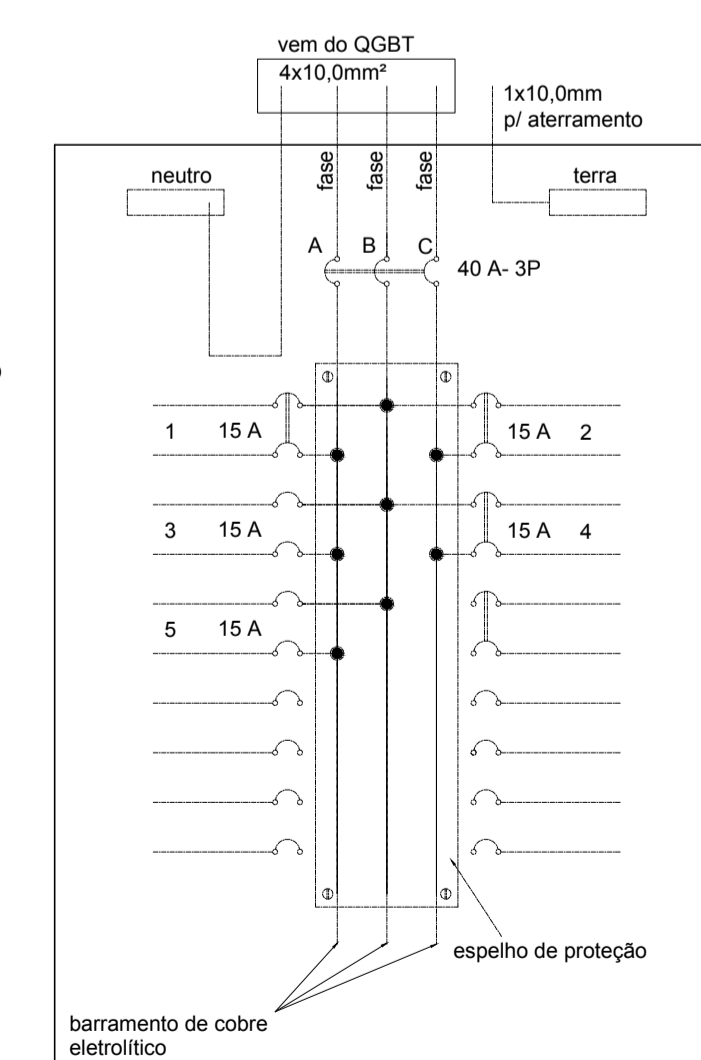 vem do QGBT
4x10,0mm²
1x10,0mm
p/ aterramento
neutro
fase
fase
fase
terra
A
B
C
40 A- 3P
1
15 A
15 A
2
3
15 A
15 A
4
5
15 A
espelho de proteção
barramento de cobre
eletrolítico